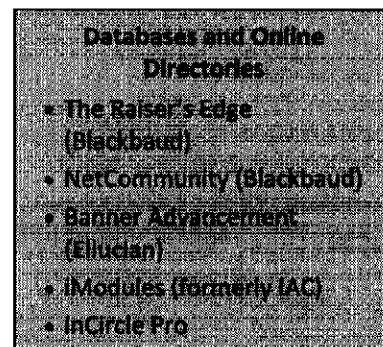 Databases and Online
Directories
• The Raiser's Edge
(Blackbaud)
• NetCommunity (Blackbaud)
• Banner Advancement
(Ellucian)
• iModules (formerly IAC)
• InCircle Pro